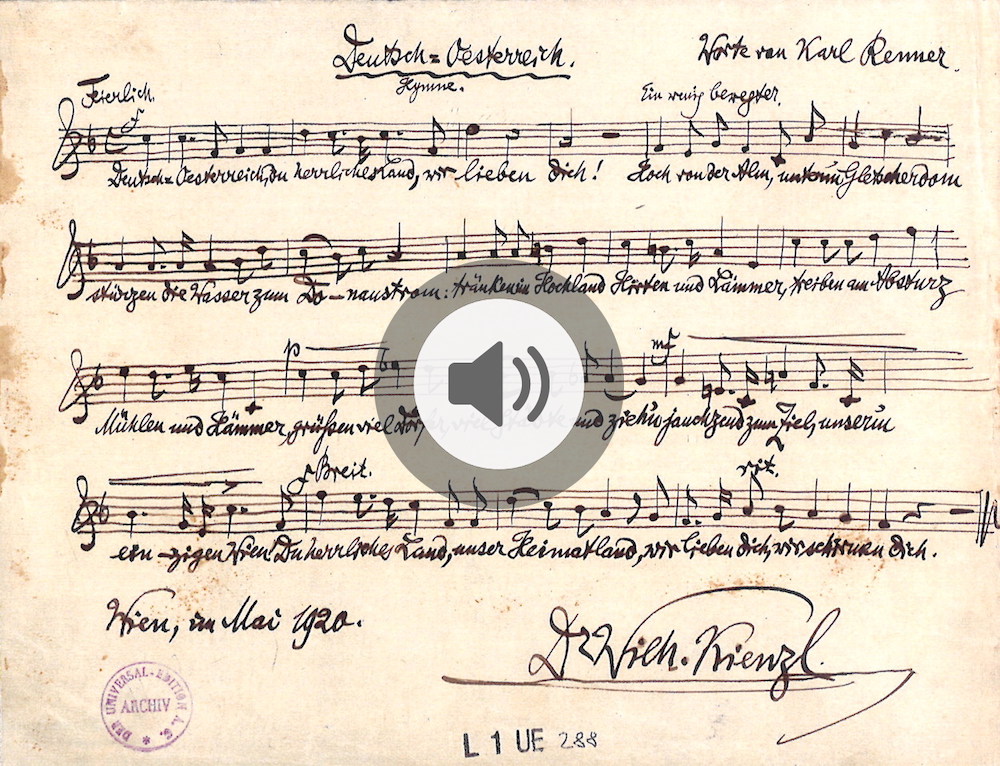 Deutsch=Oesterreich.
Worte von Karl Renner.
Hymne.
Feierlich.
Ein wenig bewegter.
f
Deutsch=Oesterreich, du herrliches Land, wir lieben dich! Hoch von der Alm, unterm Gletscherdom
stürzen die Wasser zum Do-naustrom: tränken im Hochland Hirten und Lämmer, treiben am Absturz
p
mf
Mühlen und Hämmer, grüßen viel viel Städte und ziehn jauchzend zum Ziel, unserm
f Breit.
rit.
ein-zigen Wien! Du herrliches Land, unser Heimatland, wir lieben dich, wir schirmen dich.
Wien, im Mai 1920.
Dr Wilh. Kienzl.
DER UNIVERSAL-EDITION A. G.
ARCHIV
L 1 UE 288